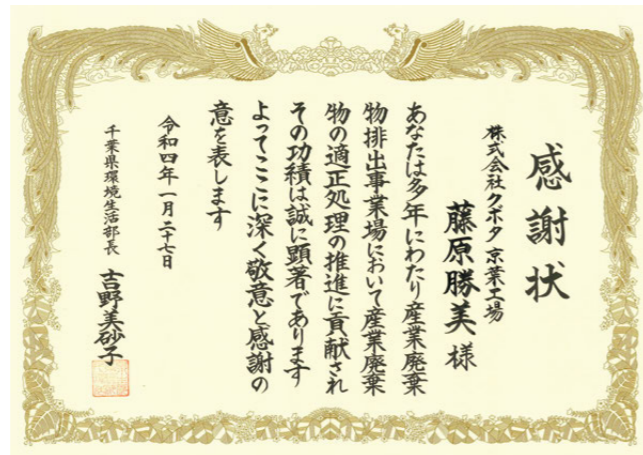 感謝状
株式会社クボタ 京葉工場
藤原勝美 様
あなたは多年にわたり産業廃棄
物排出事業場において産業廃棄
物の適正処理の推進に貢献され
その功績は誠に顕著であります
よってここに深く敬意と感謝の
意を表します
令和四年一月二十七日
千葉県環境生活部長 吉野美砂子